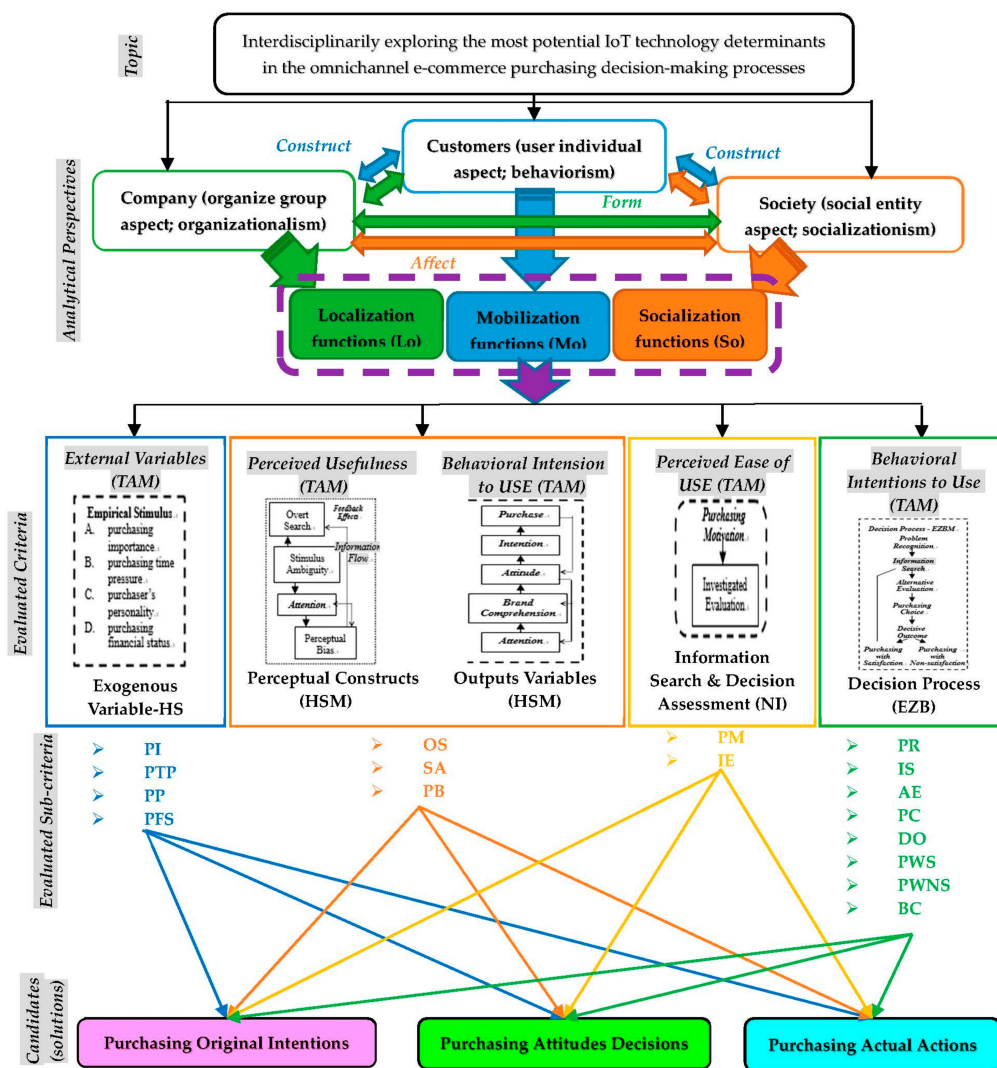 Topic
Interdisciplinarily exploring the most potential IoT technology determinants
in the omnichannel e-commerce purchasing decision-making processes
Analytical Perspectives
Construct
Customers (user individual
aspect; behaviorism)
Construct
Company (organize group
aspect; organizationalism)
Form
Society (social entity
aspect; socializationism)
Affect
Localization
functions (Lo)
Mobilization
functions (Mo)
Socialization
functions (So)
Evaluated Criteria
External Variables
(TAM)
Empirical Stimulus
A. purchasing
importance
B. purchasing time
pressure
C. purchaser's
personality
D. purchasing
financial status
Exogenous
Variable-HS
Perceived Usefulness
(TAM)
Overt
Search
Feedback
Effects
Information
Flow
Stimulus
Ambiguity
Attention
Perceptual
Bias
Perceptual Constructs
(HSM)
Behavioral Intension
to USE (TAM)
Purchase
Intention
Attitude
Brand
Comprehension
Attention
Outputs Variables
(HSM)
Perceived Ease of
USE (TAM)
Purchasing
Motivation
Investigated
Evaluation
Information
Search & Decision
Assessment (NI)
Behavioral
Intentions to Use
(TAM)
Decision Process - EZBM
Problem
Recognition
Information
Search
Alternative
Evaluation
Purchasing
Choice
Decisive
Outcome
Purchasing
with
Satisfaction
Purchasing
with
Non-satisfaction
Decision Process
(EZB)
Evaluated Sub-criteria
➢ PI
➢ PTP
➢ PP
➢ PFS
➢ OS
➢ SA
➢ PB
➢ PM
➢ IE
➢ PR
➢ IS
➢ AE
➢ PC
➢ DO
➢ PWS
➢ PWNS
➢ BC
Candidates
(solutions)
Purchasing Original Intentions
Purchasing Attitudes Decisions
Purchasing Actual Actions